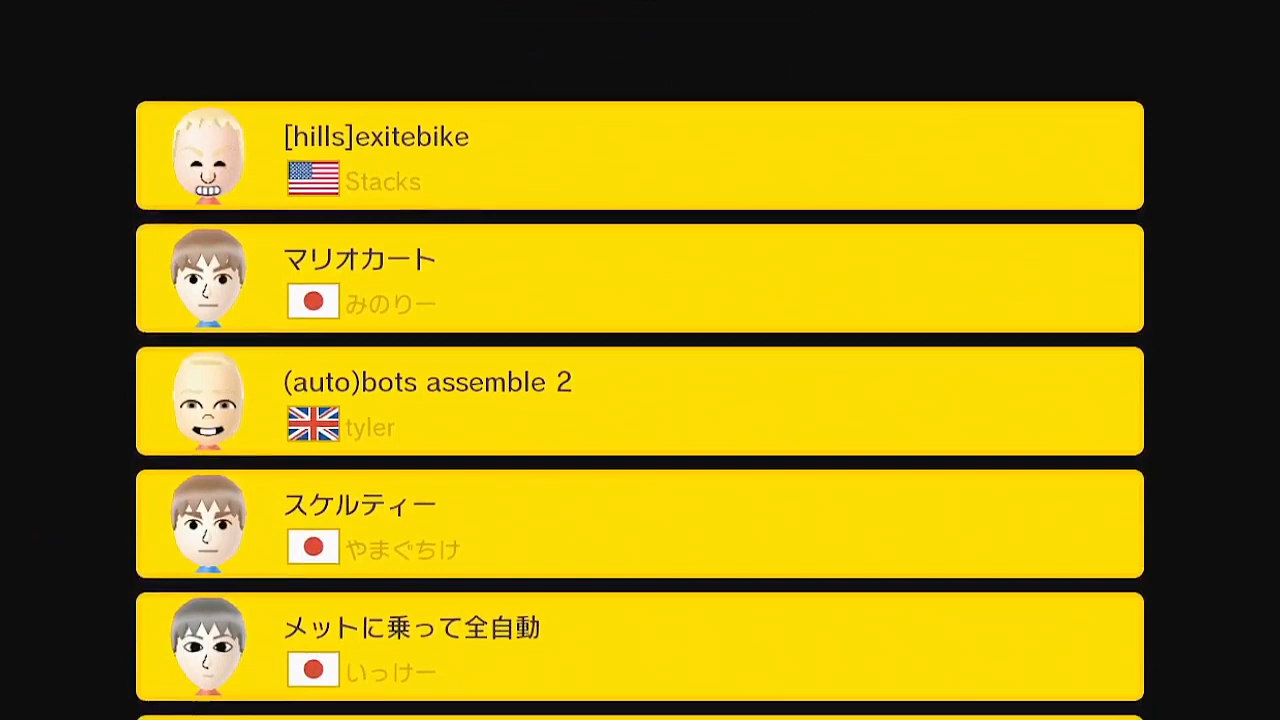 [hills]exitebike
Stacks
マリオカート
みのりー
(auto)bots assemble 2
tyler
スケルティー
やまぐちけ
メットに乗って全自動
いっけー